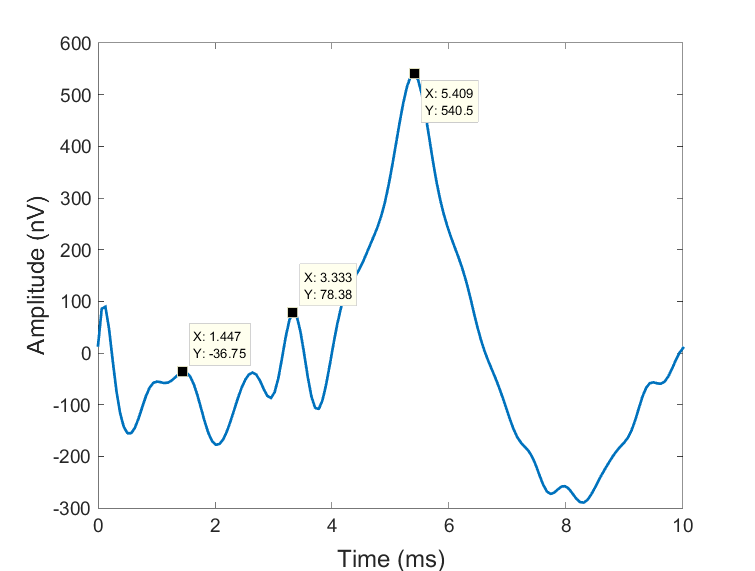 600
500
400
300
200
100
0
-100
-200
-300
Amplitude (nV)
X: 5.409
Y: 540.5
X: 3.333
Y: 78.38
X: 1.447
Y: -36.75
0 2 4 6 8 10
Time (ms)